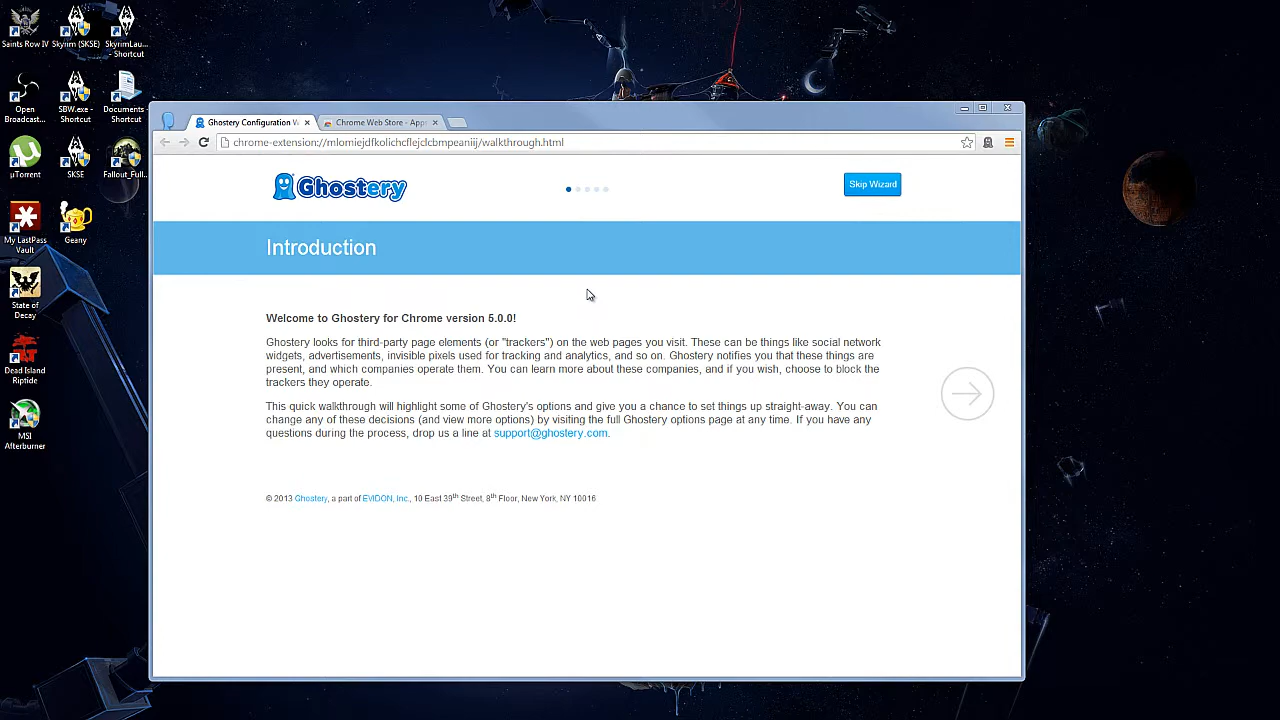 Saints Row IV
Skyrim (SKSE)
SkyrimLau... - Shortcut
Open Broadcast...
SBW.exe - Shortcut
Documents - Shortcut
µTorrent
SKSE
Fallout_Full...
My LastPass Vault
Geany
State of Decay
Dead Island Riptide
MSI Afterburner
Ghostery Configuration W
Chrome Web Store - Apps
chrome-extension://mlomiejdfkolichcflejclcbmpeaniij/walkthrough.html
Ghostery
Skip Wizard
Introduction
Welcome to Ghostery for Chrome version 5.0.0!
Ghostery looks for third-party page elements (or "trackers") on the web pages you visit. These can be things like social network
widgets, advertisements, invisible pixels used for tracking and analytics, and so on. Ghostery notifies you that these things are
present, and which companies operate them. You can learn more about these companies, and if you wish, choose to block the
trackers they operate.
This quick walkthrough will highlight some of Ghostery's options and give you a chance to set things up straight-away. You can
change any of these decisions (and view more options) by visiting the full Ghostery options page at any time. If you have any
questions during the process, drop us a line at support@ghostery.com.
© 2013 Ghostery, a part of EVIDON, Inc., 10 East 39th Street, 8th Floor, New York, NY 10016